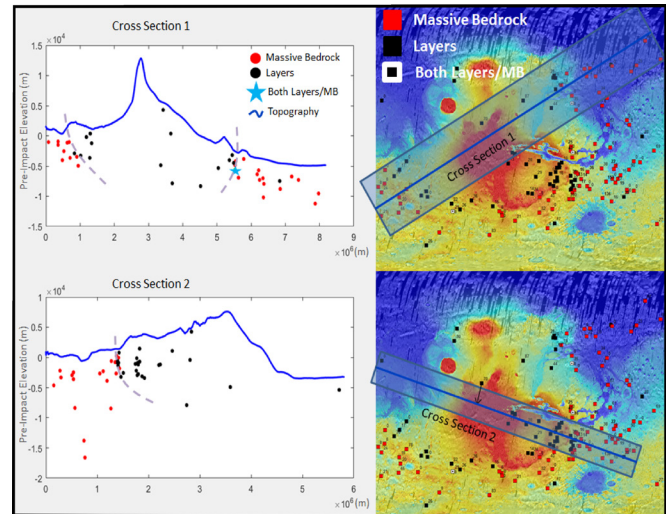 Cross Section 1
Pre-Impact Elevation (m)
×10⁴
1.5
1
0.5
0
-0.5
-1
-1.5
0 1 2 3 4 5 6 7 8 9
×10⁶(m)
Massive Bedrock
Layers
Both Layers/MB
Topography
Massive Bedrock
Layers
Both Layers/MB
Cross Section 1
Cross Section 2
Pre-Impact Elevation (m)
×10⁴
1.5
1
0.5
0
-0.5
-1
-1.5
-2
0 1 2 3 4 5 6
×10⁶(m)
Cross Section 2